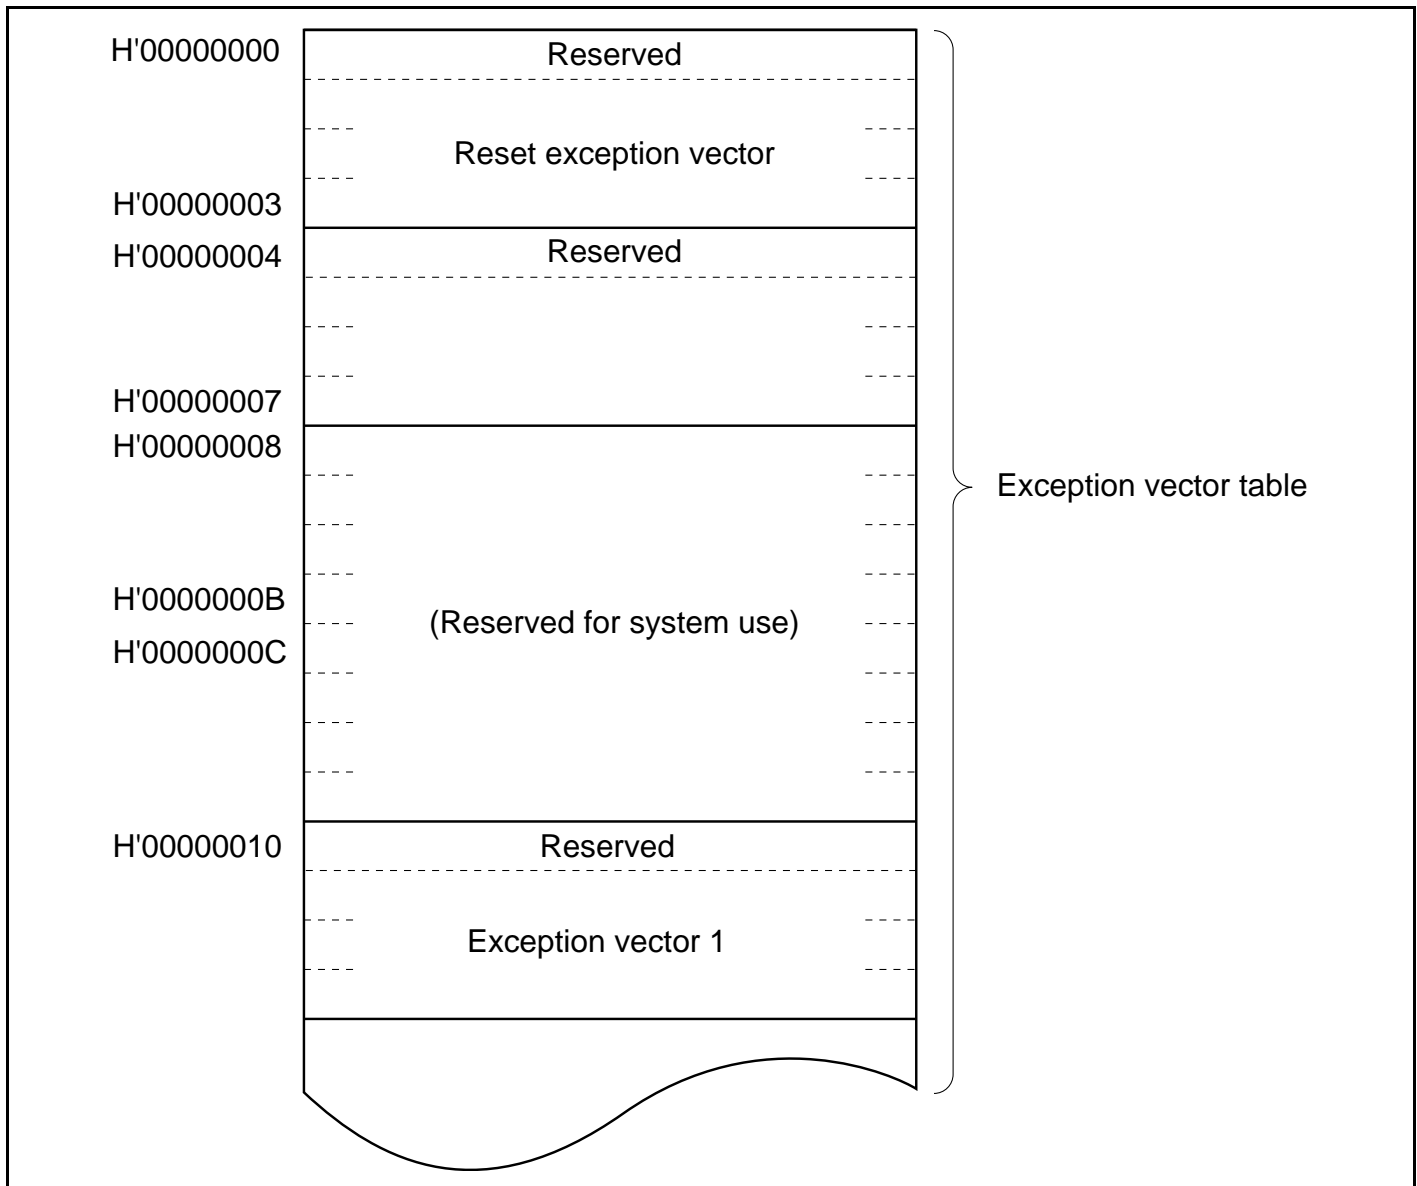 H'00000000
Reserved
Reset exception vector
H'00000003
H'00000004
Reserved
H'00000007
H'00000008
Exception vector table
H'0000000B
(Reserved for system use)
H'0000000C
H'00000010
Reserved
Exception vector 1